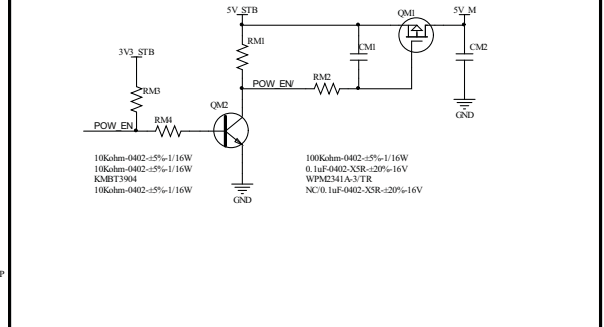 5V_STB
QM1
5V_M
3V3_STB
RM1
CM1
CM2
RM3
POW_EN/
RM2
QM2
GND
POW_EN
RM4
10Kohm-0402-±5%-1/16W
10Kohm-0402-±5%-1/16W
KMBT3904
10Kohm-0402-±5%-1/16W
100Kohm-0402-±5%-1/16W
0.1uF-0402-X5R-±20%-16V
WPM2341A-3/TR
NC/0.1uF-0402-X5R-±20%-16V
GND
P